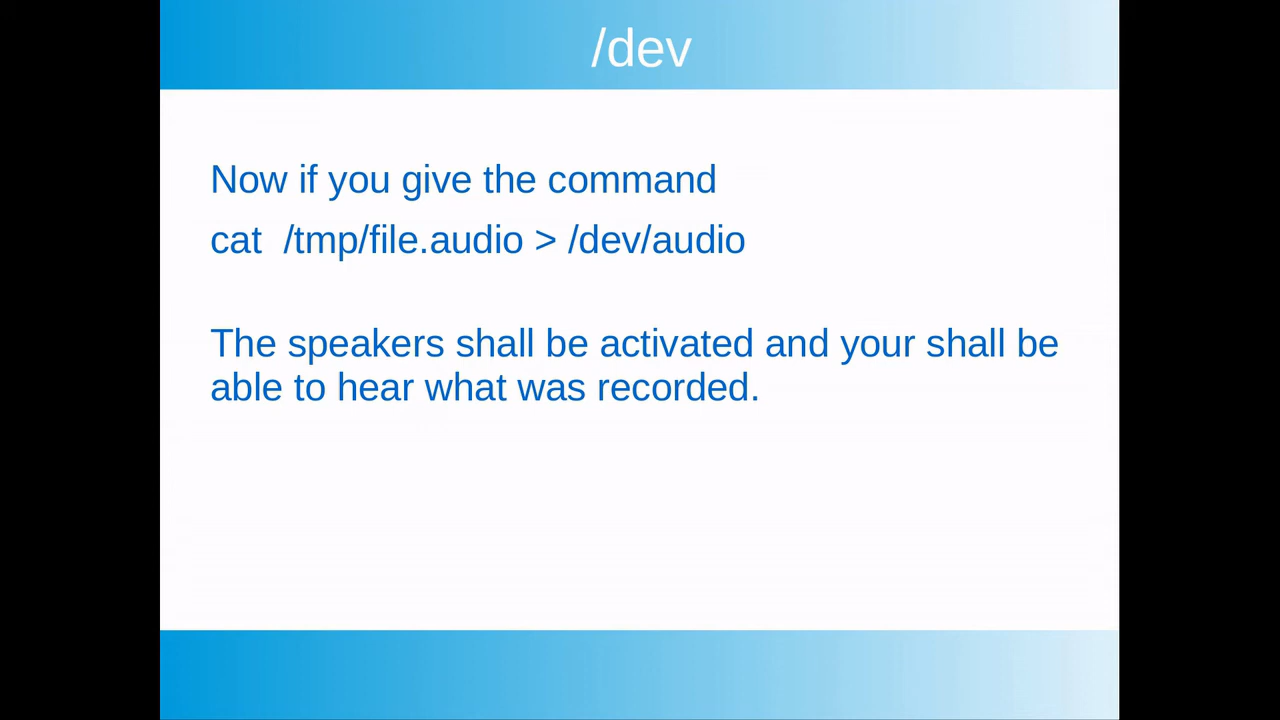 /dev
Now if you give the command
cat  /tmp/file.audio > /dev/audio
The speakers shall be activated and your shall be
able to hear what was recorded.